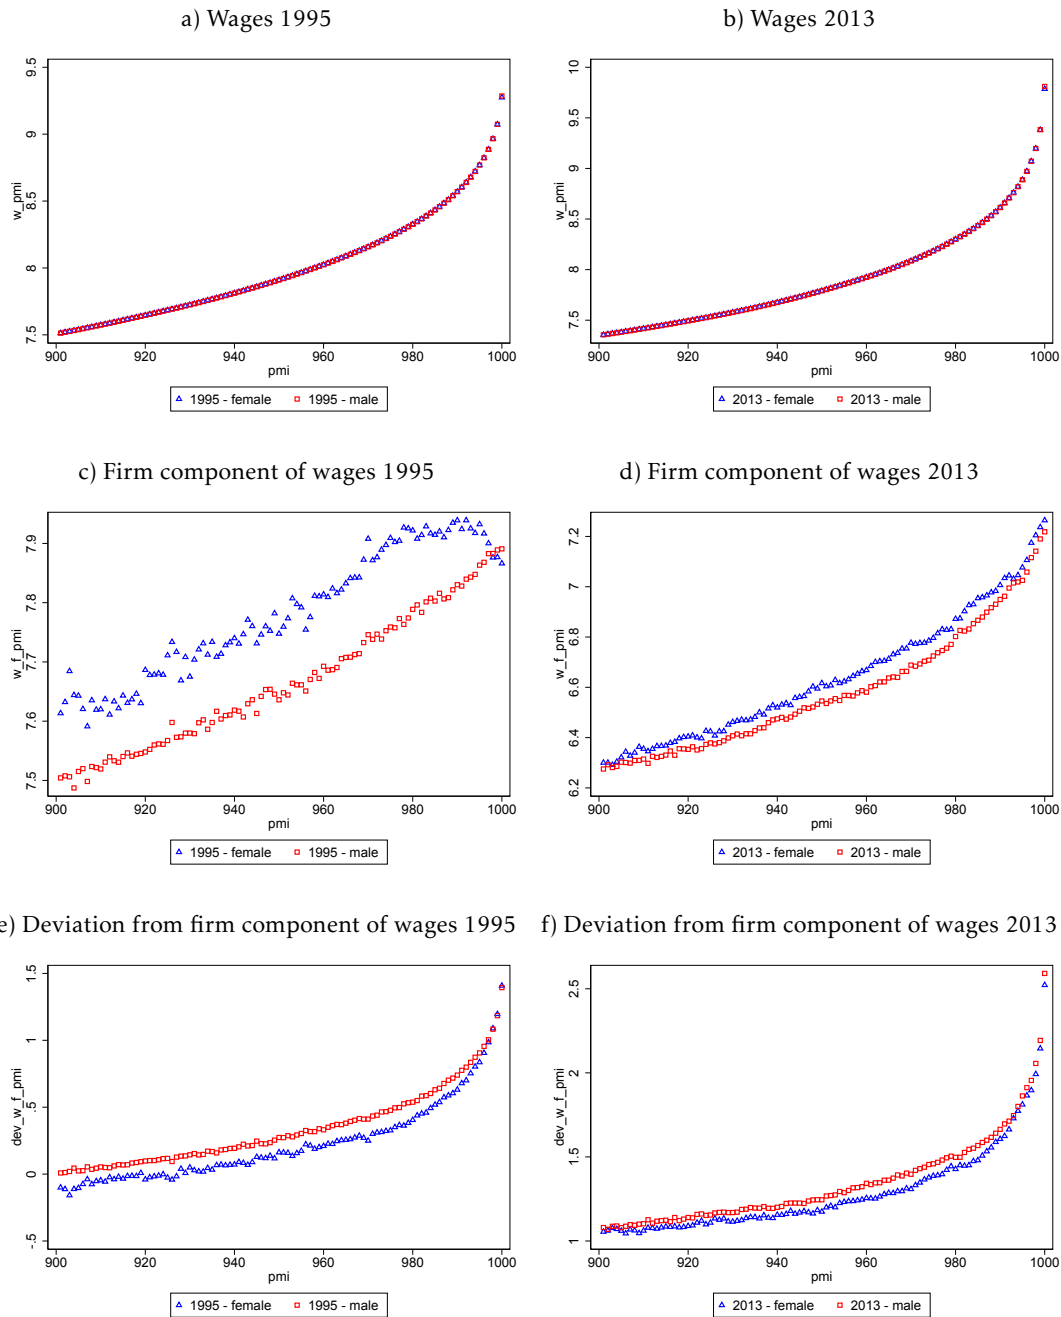 a) Wages 1995
b) Wages 2013
9.5
9
8.5
8
7.5
w_pmi
900
920
940
960
980
1000
pmi
1995 - female
1995 - male
10
9.5
9
8.5
8
7.5
w_pmi
900
920
940
960
980
1000
pmi
2013 - female
2013 - male
c) Firm component of wages 1995
d) Firm component of wages 2013
7.9
7.8
7.7
7.6
7.5
w_f_pmi
900
920
940
960
980
1000
pmi
1995 - female
1995 - male
7.2
7
6.8
6.6
6.4
6.2
w_f_pmi
900
920
940
960
980
1000
pmi
2013 - female
2013 - male
e) Deviation from firm component of wages 1995
f) Deviation from firm component of wages 2013
1.5
1
.5
0
-.5
dev_w_f_pmi
900
920
940
960
980
1000
pmi
1995 - female
1995 - male
2.5
2
1.5
1
dev_w_f_pmi
900
920
940
960
980
1000
pmi
2013 - female
2013 - male